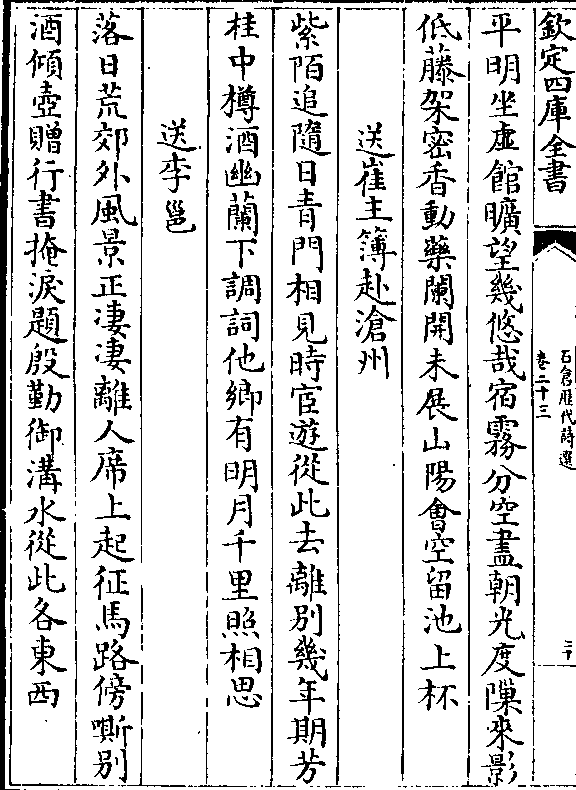 欽定四庫全書
石倉歷代詩選
卷二十三
三十
平明坐虛館曠望幾悠哉宿霧分空盡朝光度隟來影
低藤架密香動藥闌開未展山陽會空留池上杯
送崔主簿赴滄州
紫陌追隨日青門相見時宦遊從此去離別幾年期芳
桂中樽酒幽蘭下調詞他鄉有明月千里照相思
送李邕
落日荒郊外風景正凄凄離人席上起征馬路傍嘶别
酒傾壺贈行書掩淚題殷勤御溝水從此各東西